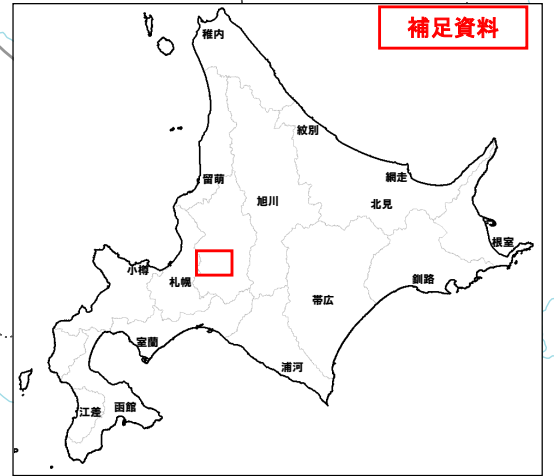 補足資料
稚内
紋別
網走
留萌
旭川
北見
根室
小樽
札幌
釧路
帯広
室蘭
浦河
江差
函館